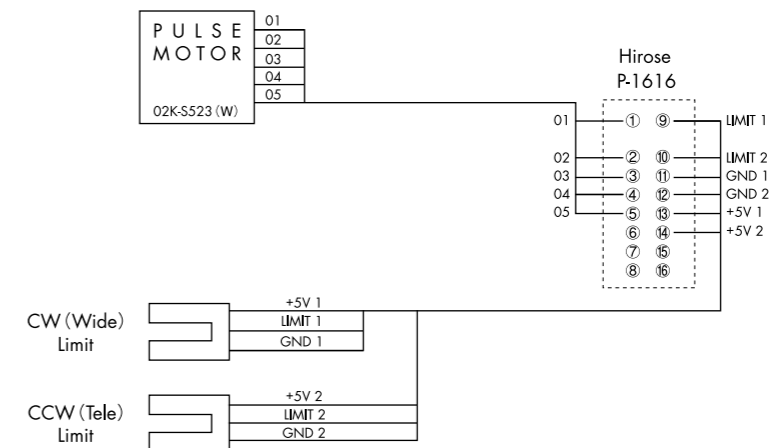 PULSE
MOTOR
02K-S523 (W)
01
02
03
04
05
Hirose
P-1616
01
02
03
04
05
① ⑨
② ⑩
③ ⑪
④ ⑫
⑤ ⑬
⑥ ⑭
⑦ ⑮
⑧ ⑯
LIMIT 1
LIMIT 2
GND 1
GND 2
+5V 1
+5V 2
CW (Wide)
Limit
+5V 1
LIMIT 1
GND 1
CCW (Tele)
Limit
+5V 2
LIMIT 2
GND 2